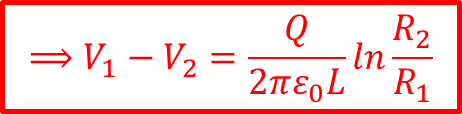 ⟹ V₁ − V₂ = Q / (2πε₀L) ln R₂/R₁